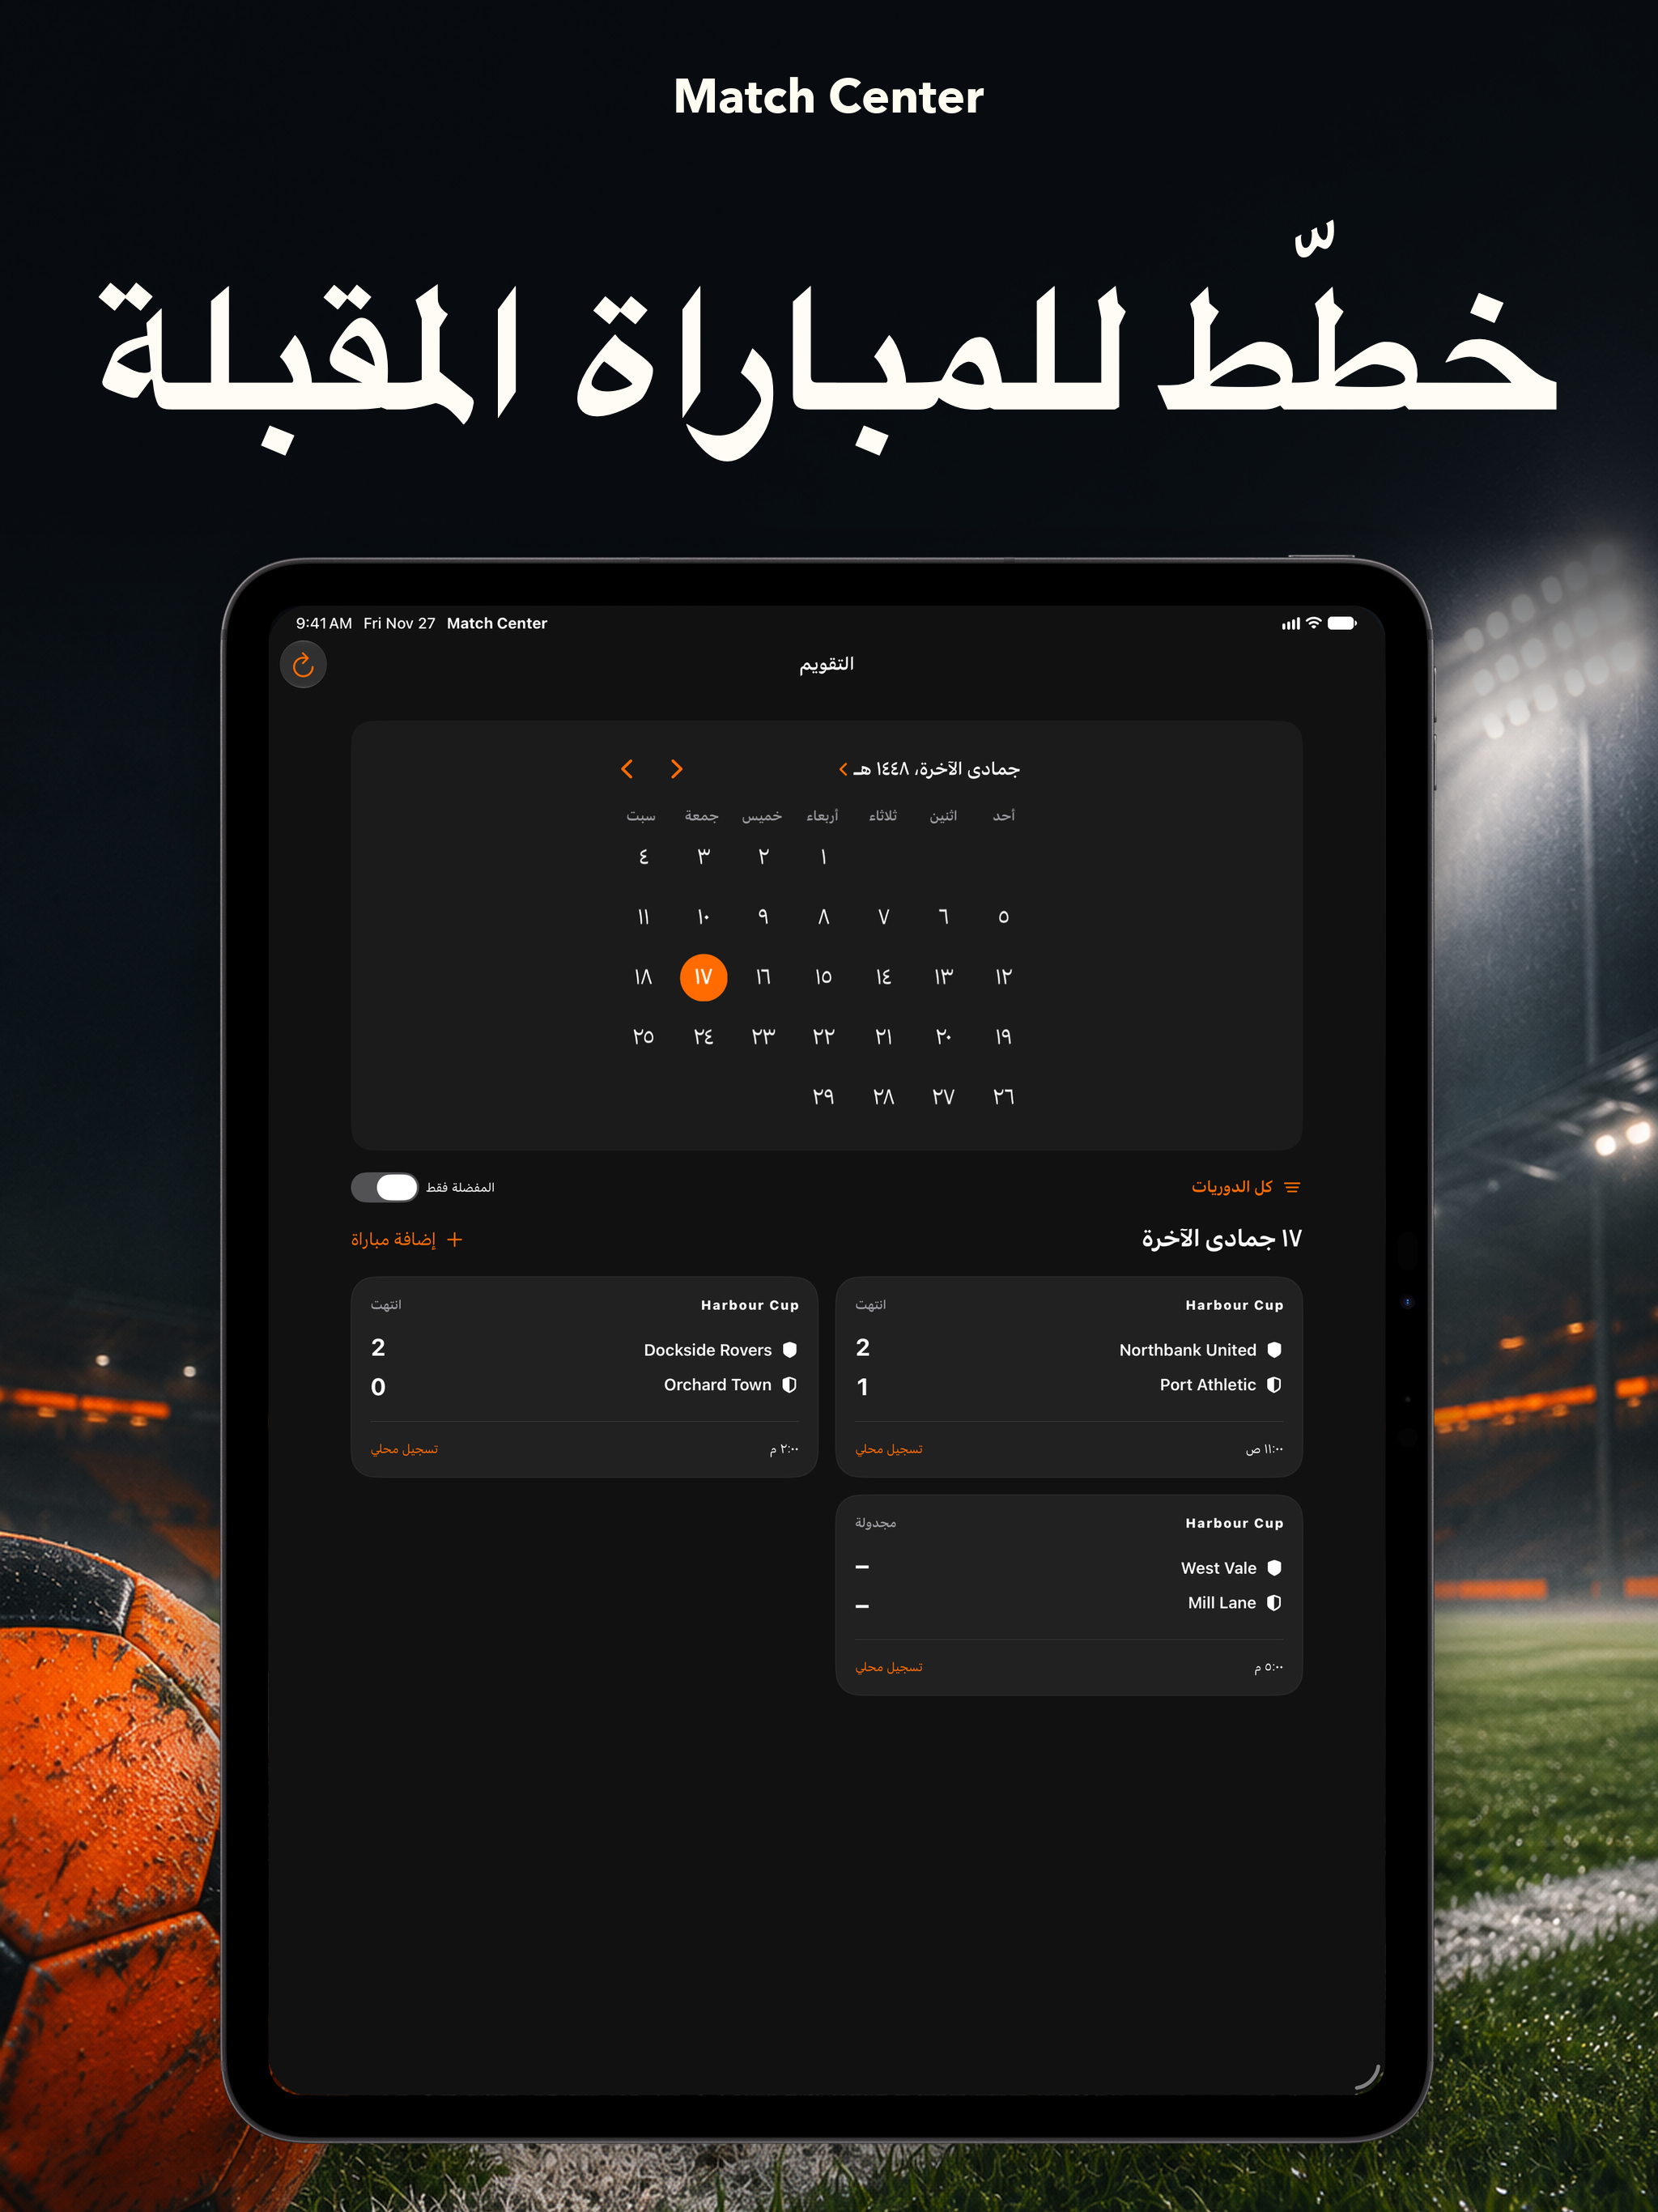 Match Center
خطّط للمباراة المقبلة
9:41 AM Fri Nov 27 Match Center
التقويم
جمادى الآخرة، ١٤٤٨ هـ
أحد اثنين ثلاثاء أربعاء خميس جمعة سبت
١ ٢ ٣ ٤
٥ ٦ ٧ ٨ ٩ ١٠ ١١
١٢ ١٣ ١٤ ١٥ ١٦ ١٧ ١٨
١٩ ٢٠ ٢١ ٢٢ ٢٣ ٢٤ ٢٥
٢٦ ٢٧ ٢٨ ٢٩
كل الدوريات
المفضلة فقط
١٧ جمادى الآخرة
إضافة مباراة
Harbour Cup
انتهت
Northbank United 2
Port Athletic 1
١١:٠٠ ص
تسجيل محلي
Harbour Cup
انتهت
Dockside Rovers 2
Orchard Town 0
٢:٠٠ م
تسجيل محلي
Harbour Cup
مجدولة
West Vale –
Mill Lane –
٥:٠٠ م
تسجيل محلي